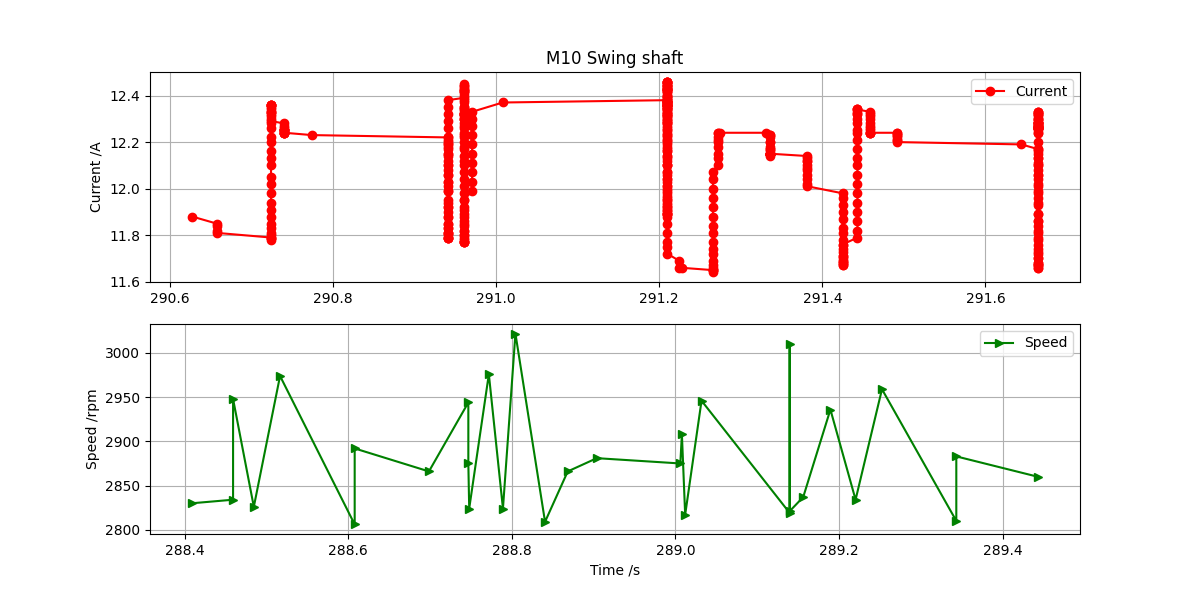 M10 Swing shaft
Current /A
12.4
12.2
12.0
11.8
11.6
Current
290.6 290.8 291.0 291.2 291.4 291.6
Speed /rpm
3000
2950
2900
2850
2800
Speed
288.4 288.6 288.8 289.0 289.2 289.4
Time /s